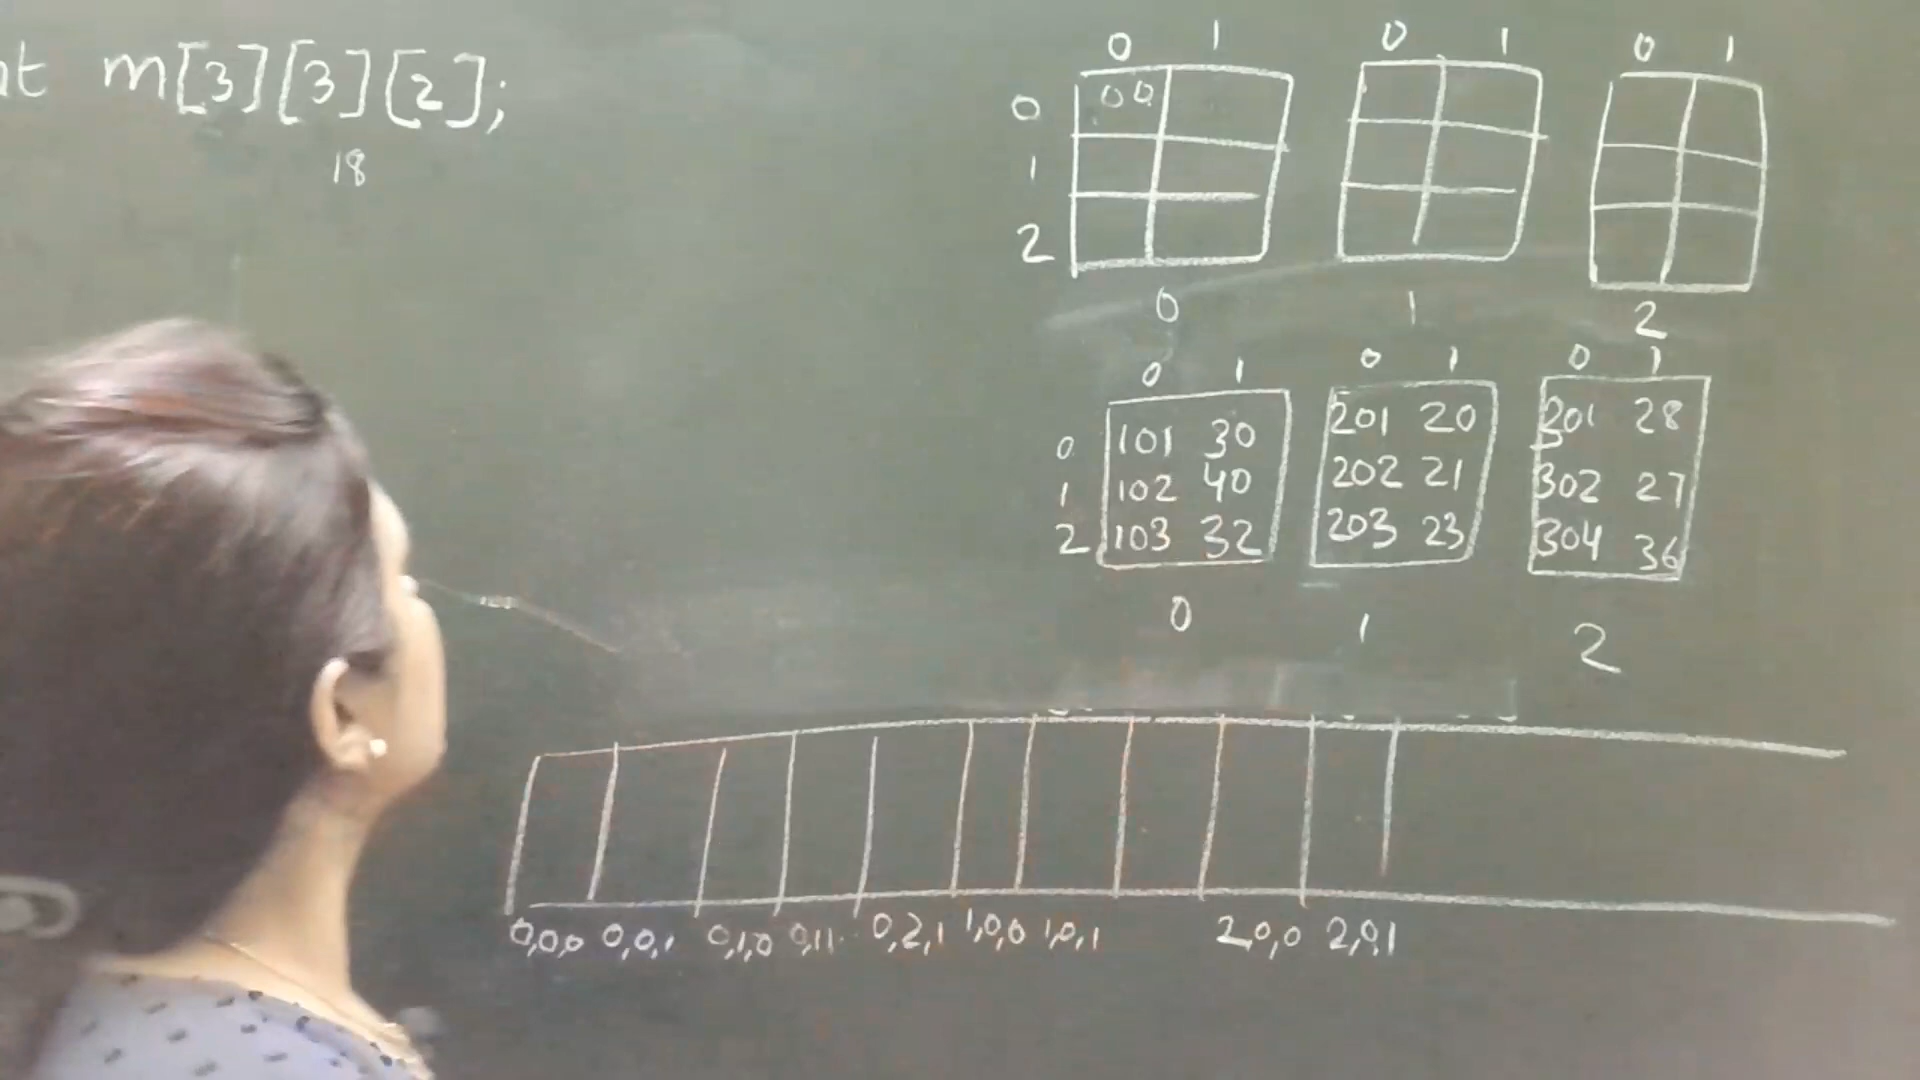 nt m[3][3][2];
18
0 1 0 1 0 1
0 00
1
2
0 1 2
0 1 0 1 0 1
0 101 30 201 20 201 28
1 102 40 202 21 302 27
2 103 32 203 23 304 36
0 1 2
0,0,0 0,0,1 0,1,0 0,11 0,2,1 1,0,0 1,0,1 2,0,0 2,0,1